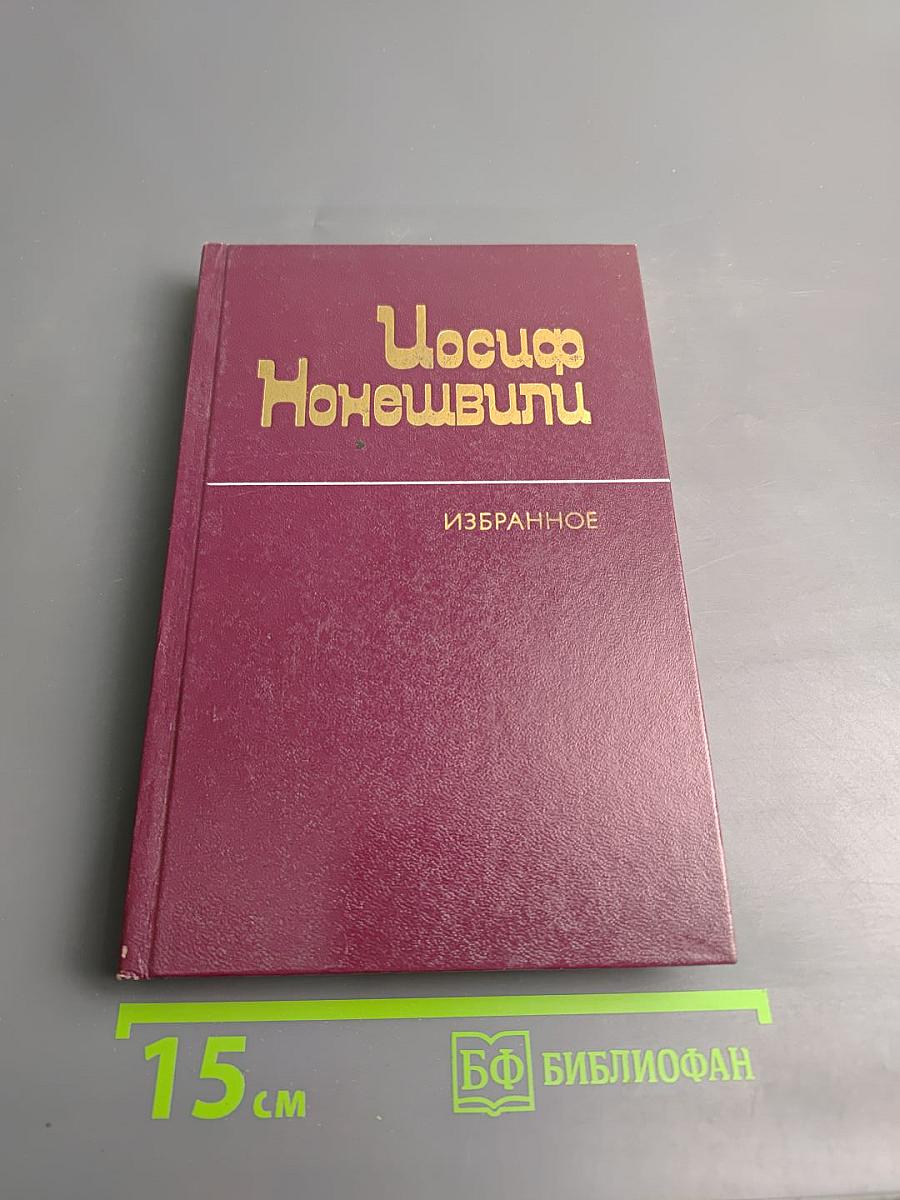 Иосиф
Нонешвили
ИЗБРАННОЕ
15 см
БФ БИБЛИОФАН